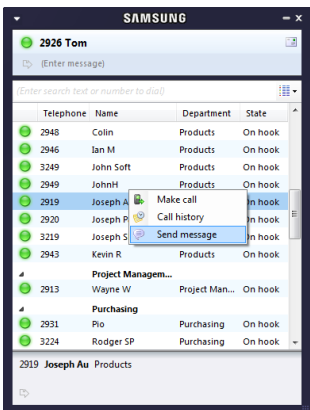 SAMSUNG
2926 Tom
(Enter message)
(Enter search text or number to dial)
Telephone Name Department State
2948 Colin Products On hook
2946 Ian M Products On hook
3249 John Soft Products On hook
2949 JohnH Products On hook
2919 Joseph A On hook
Make call
2920 Joseph P On hook
Call history
3219 Joseph S On hook
Send message
2943 Kevin R Products On hook
Project Managem...
2913 Wayne W Project Man... On hook
Purchasing
2931 Pio Purchasing On hook
3224 Rodger SP Purchasing On hook
2919 Joseph Au Products